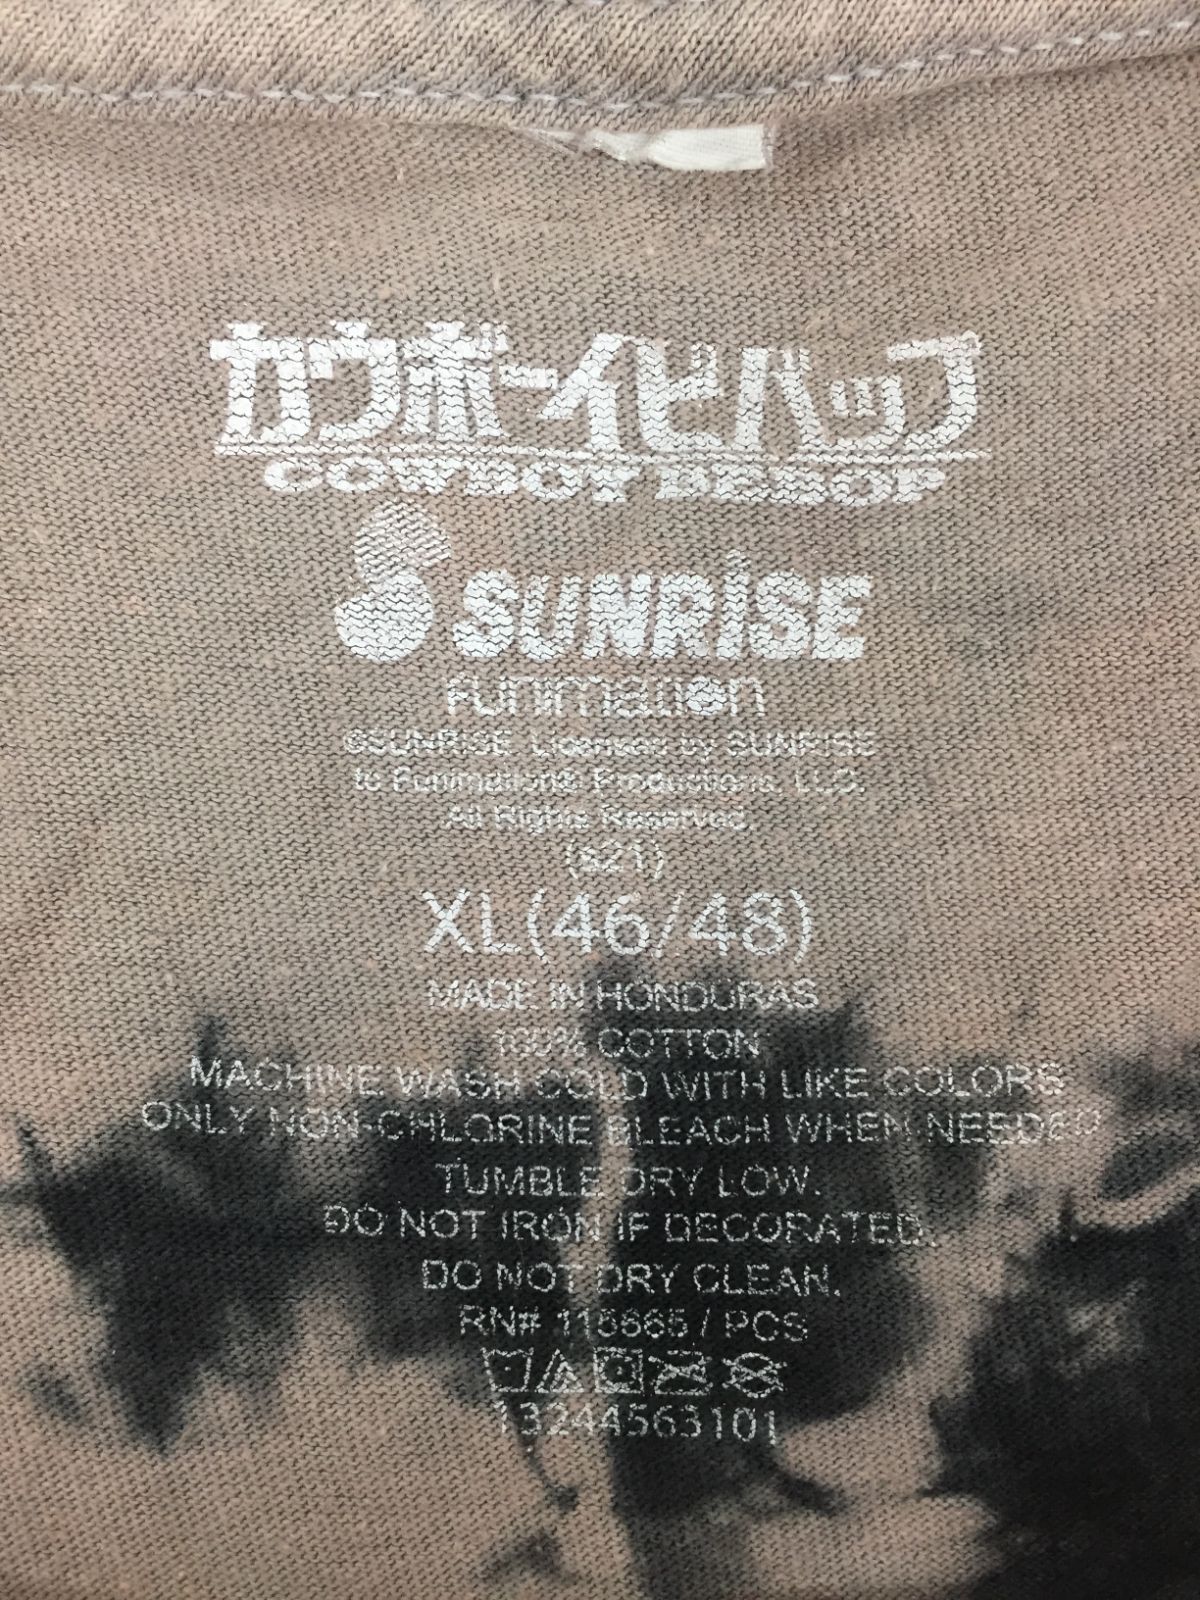 カウボーイビバップ
COWBOY BEBOP
SUNRISE
FUNimation
©SUNRISE. Licensed by SUNRISE
to Funimation® Productions, LLC.
All Rights Reserved.
(s21)
XL(46/48)
MADE IN HONDURAS
100% COTTON
MACHINE WASH COLD WITH LIKE COLORS
ONLY NON-CHLORINE BLEACH WHEN NEEDED
TUMBLE DRY LOW.
DO NOT IRON IF DECORATED.
DO NOT DRY CLEAN.
RN# 115665 / PCS
13244563101